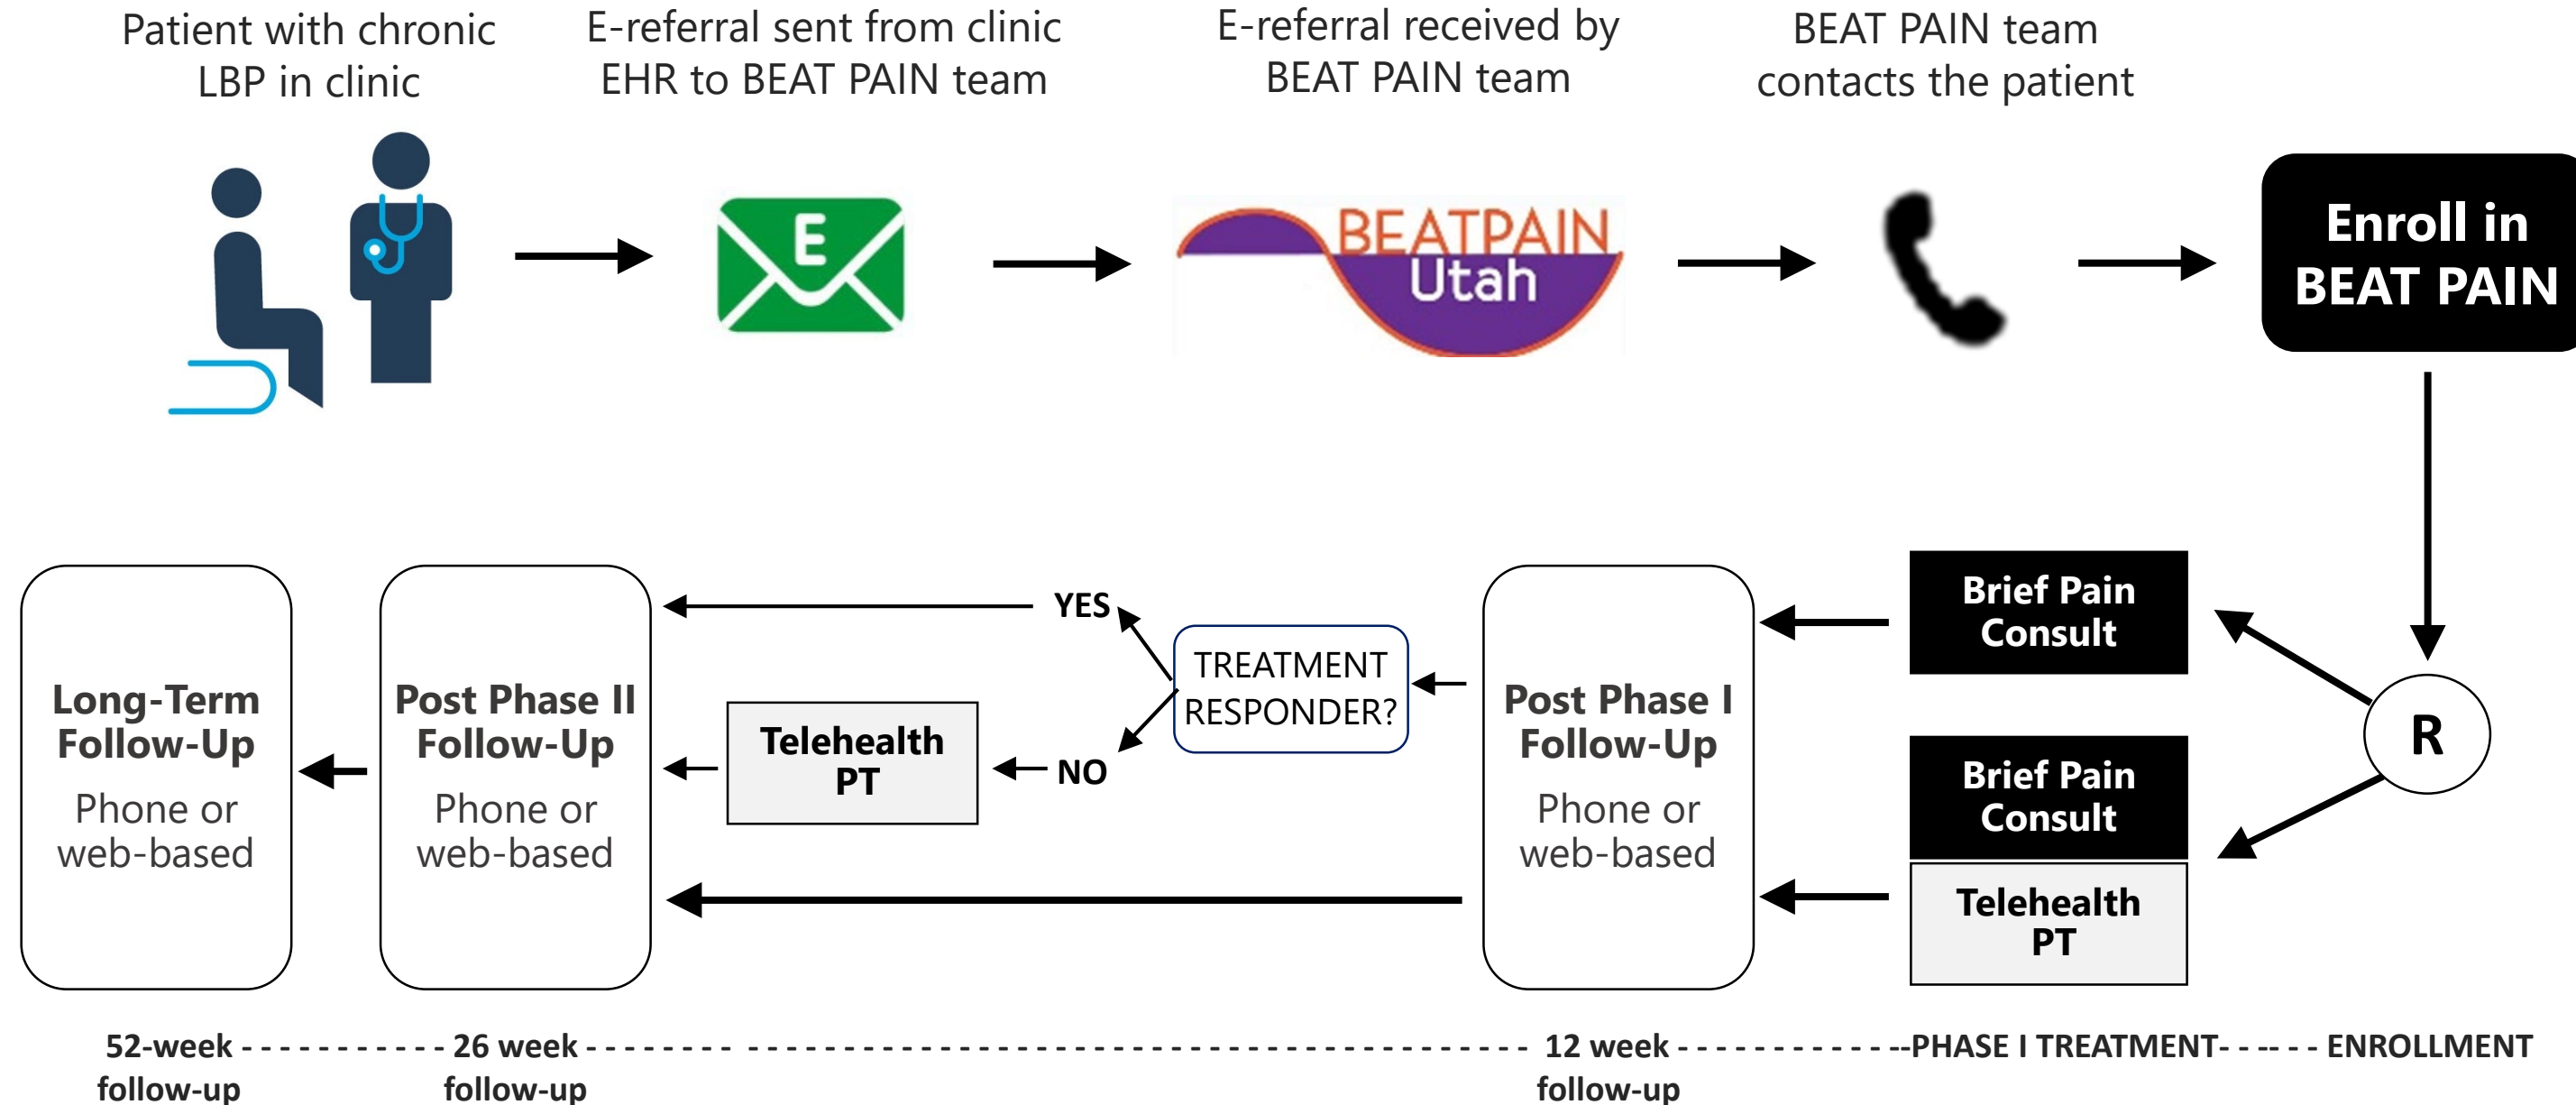 Patient with chronic
LBP in clinic
E-referral sent from clinic
EHR to BEAT PAIN team
E-referral received by
BEAT PAIN team
BEAT PAIN team
contacts the patient
E
BEATPAIN
Utah
Enroll in
BEAT PAIN
Long-Term
Follow-Up
Phone or
web-based
Post Phase II
Follow-Up
Phone or
web-based
YES
NO
Telehealth
PT
TREATMENT
RESPONDER?
Post Phase I
Follow-Up
Phone or
web-based
Brief Pain
Consult
Brief Pain
Consult
Telehealth
PT
R
52-week
follow-up
26 week
follow-up
12 week
follow-up
PHASE I TREATMENT
ENROLLMENT